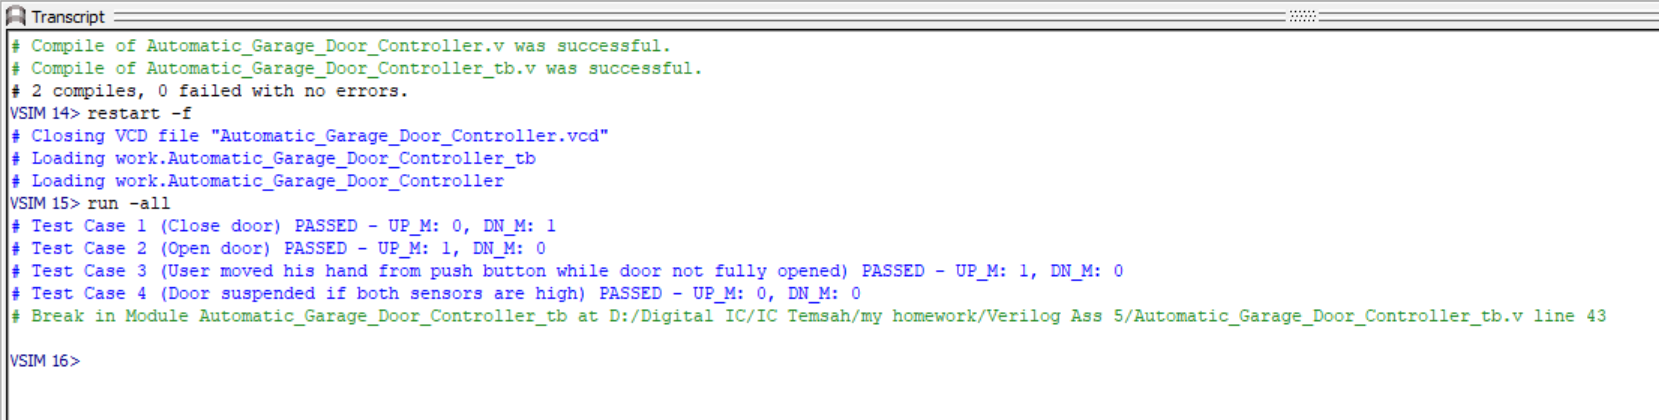 Transcript
# Compile of Automatic_Garage_Door_Controller.v was successful.
# Compile of Automatic_Garage_Door_Controller_tb.v was successful.
# 2 compiles, 0 failed with no errors.
VSIM 14> restart -f
# Closing VCD file "Automatic_Garage_Door_Controller.vcd"
# Loading work.Automatic_Garage_Door_Controller_tb
# Loading work.Automatic_Garage_Door_Controller
VSIM 15> run -all
# Test Case 1 (Close door) PASSED - UP_M: 0, DN_M: 1
# Test Case 2 (Open door) PASSED - UP_M: 1, DN_M: 0
# Test Case 3 (User moved his hand from push button while door not fully opened) PASSED - UP_M: 1, DN_M: 0
# Test Case 4 (Door suspended if both sensors are high) PASSED - UP_M: 0, DN_M: 0
# Break in Module Automatic_Garage_Door_Controller_tb at D:/Digital IC/IC Temsah/my homework/Verilog Ass 5/Automatic_Garage_Door_Controller_tb.v line 43
VSIM 16>